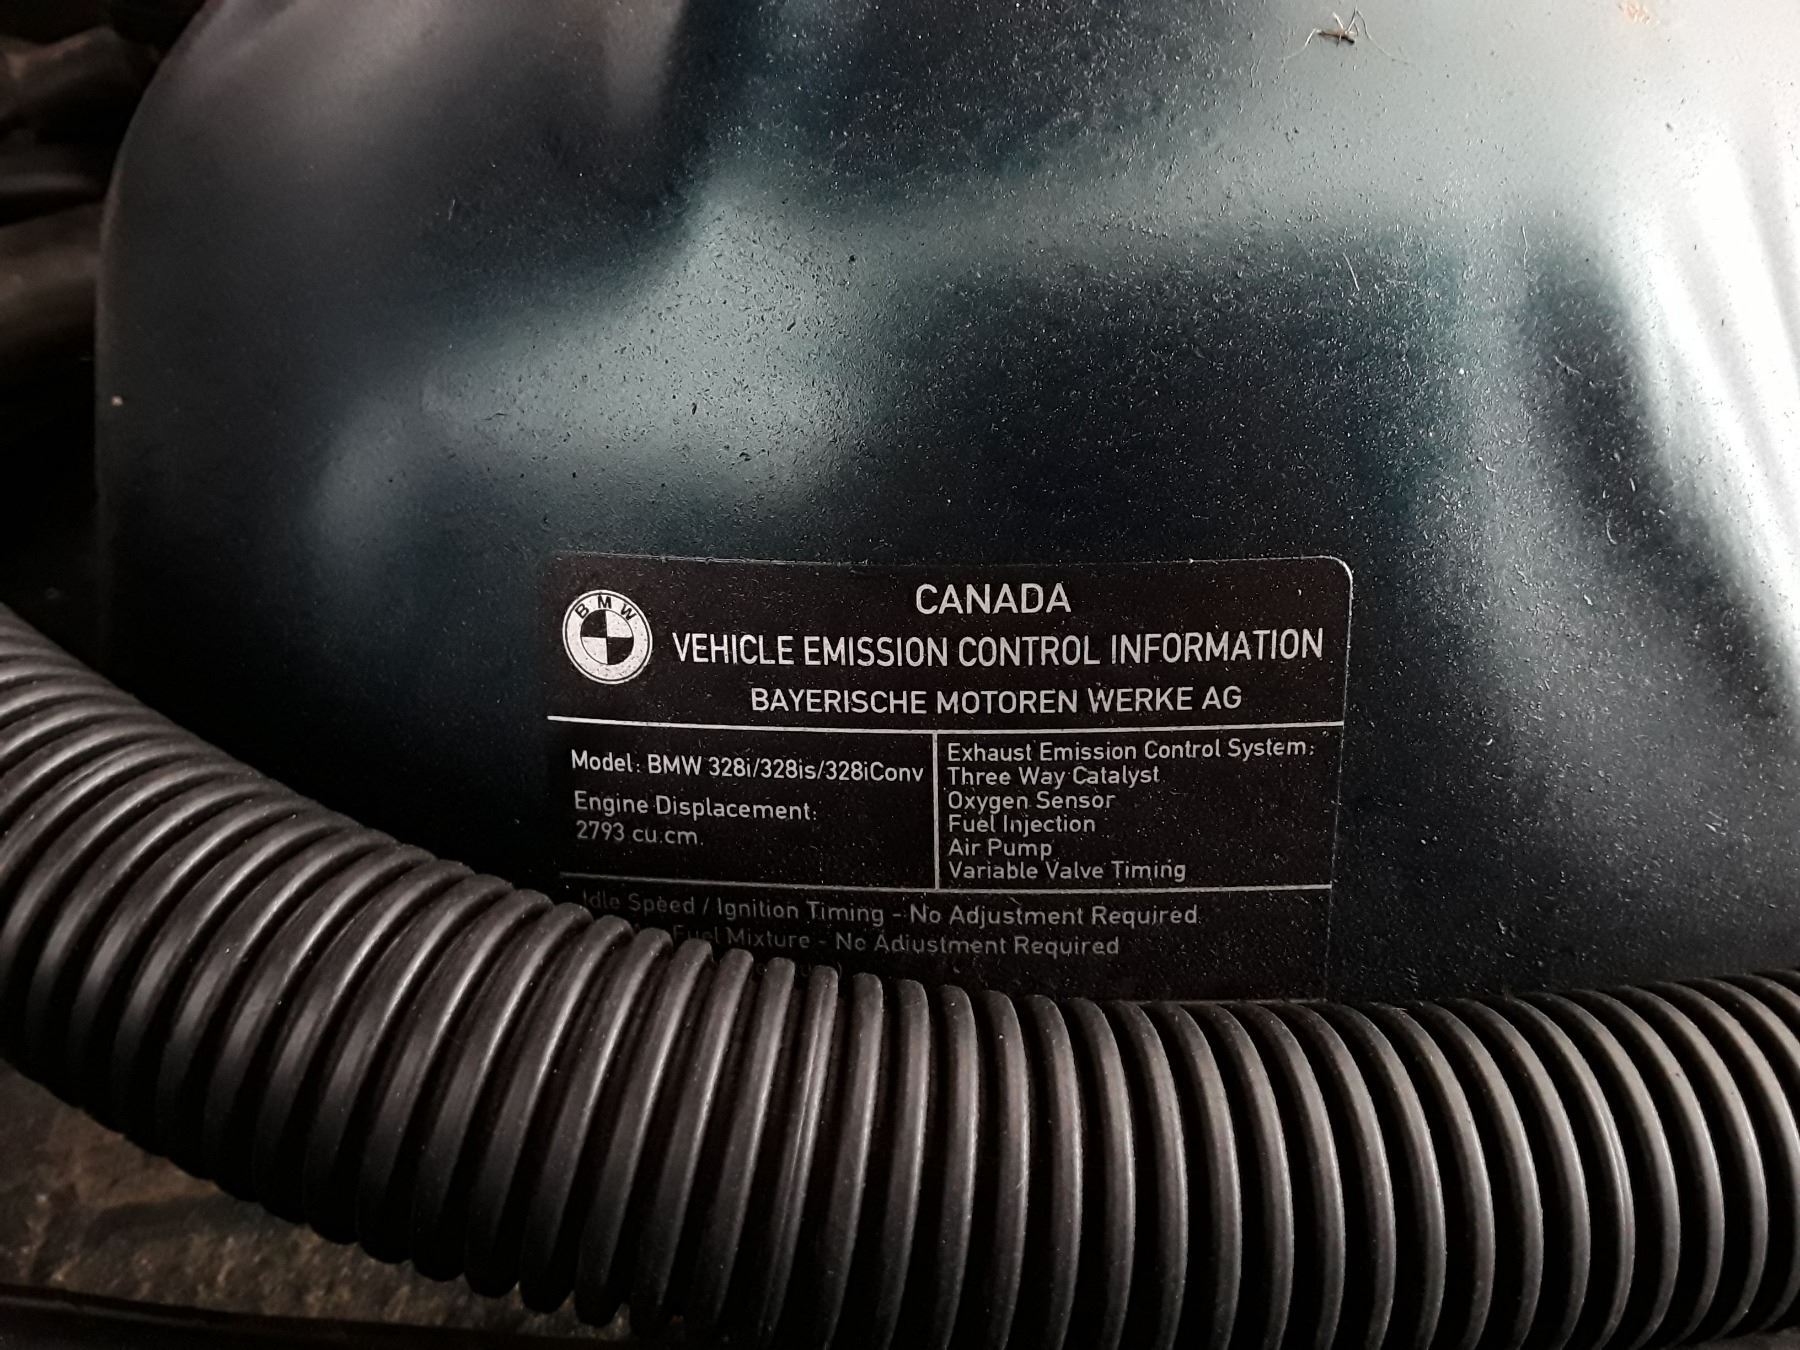 BMW
CANADA
VEHICLE EMISSION CONTROL INFORMATION
BAYERISCHE MOTOREN WERKE AG
Model: BMW 328i/328is/328iConv
Engine Displacement:
2793 cu.cm.
Exhaust Emission Control System:
Three Way Catalyst
Oxygen Sensor
Fuel Injection
Air Pump
Variable Valve Timing
Idle Speed / Ignition Timing - No Adjustment Required.
Fuel Mixture - No Adjustment Required